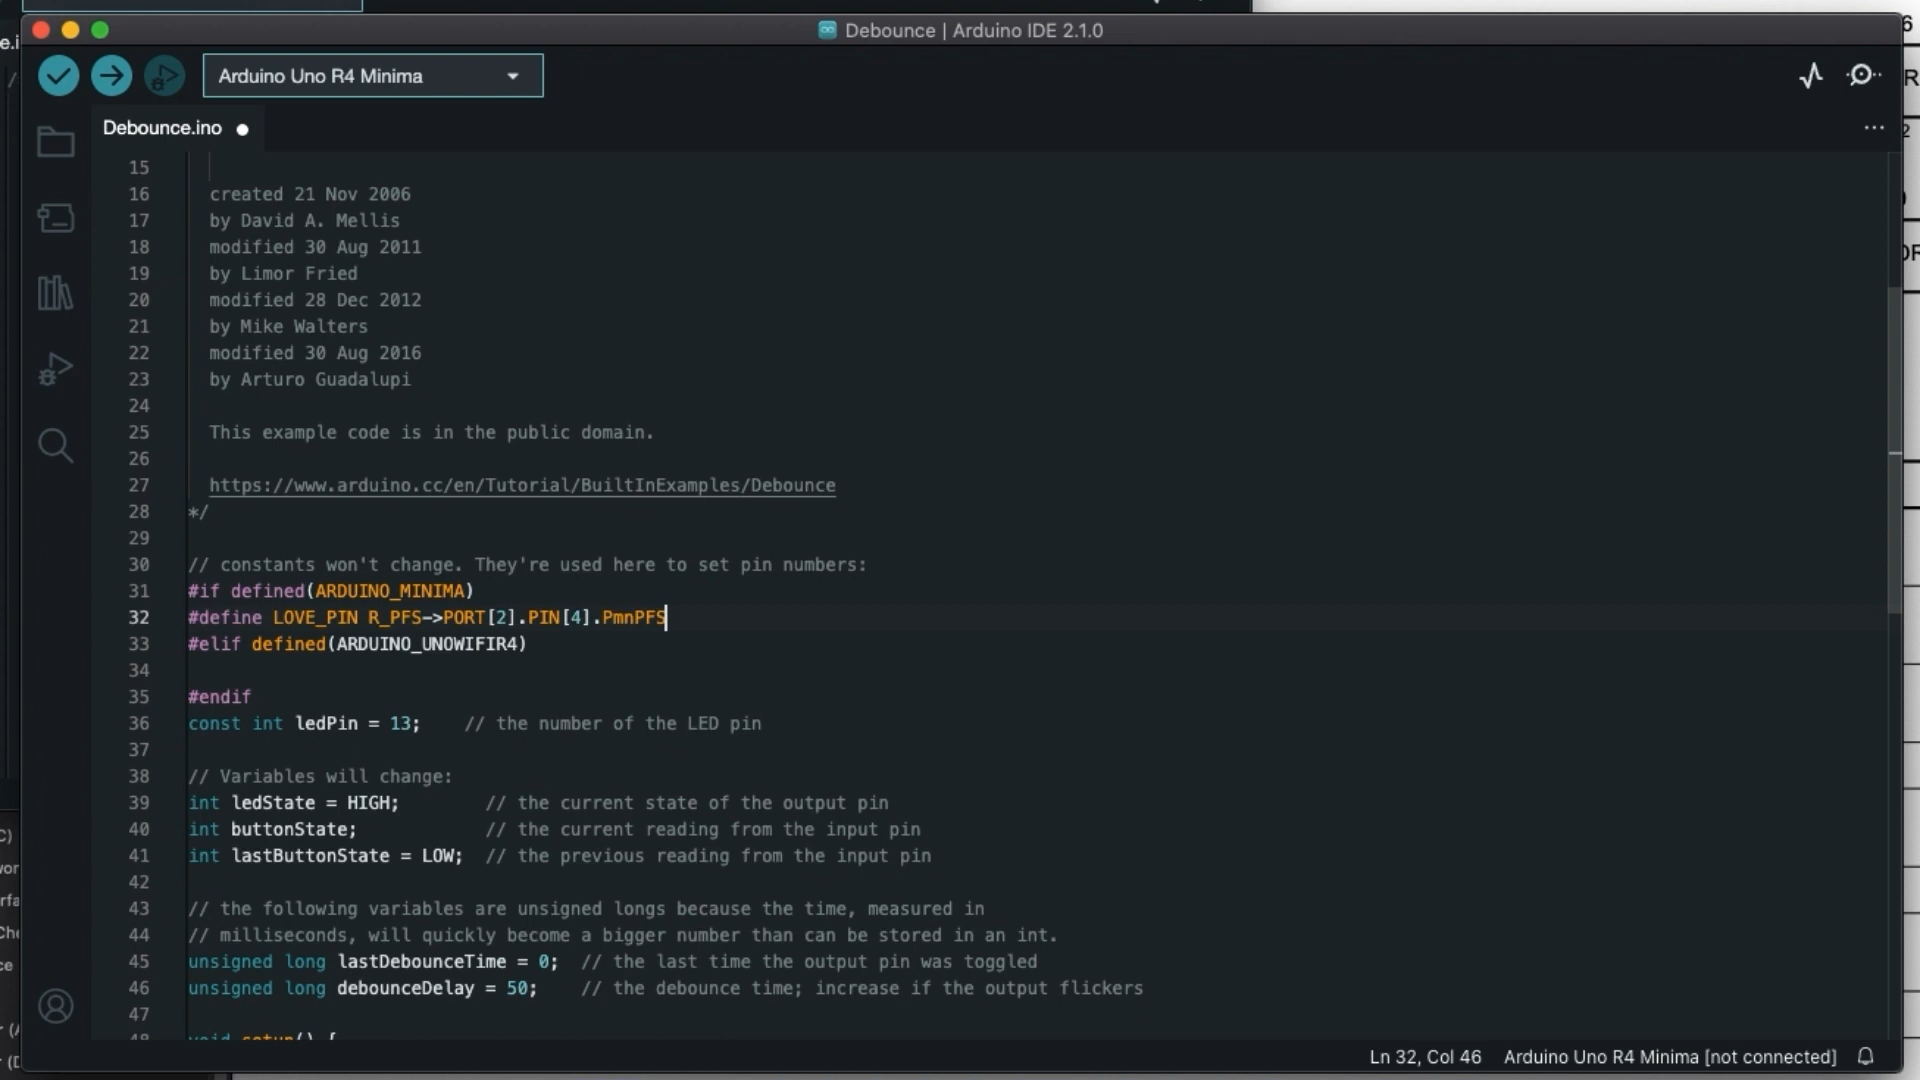 Debounce | Arduino IDE 2.1.0
Arduino Uno R4 Minima
Debounce.ino
15
16 created 21 Nov 2006
17 by David A. Mellis
18 modified 30 Aug 2011
19 by Limor Fried
20 modified 28 Dec 2012
21 by Mike Walters
22 modified 30 Aug 2016
23 by Arturo Guadalupi
24
25 This example code is in the public domain.
26
27 https://www.arduino.cc/en/Tutorial/BuiltInExamples/Debounce
28 */
29
30 // constants won't change. They're used here to set pin numbers:
31 #if defined(ARDUINO_MINIMA)
32 #define LOVE_PIN R_PFS->PORT[2].PIN[4].PmnPFS
33 #elif defined(ARDUINO_UNOWIFIR4)
34
35 #endif
36 const int ledPin = 13;    // the number of the LED pin
37
38 // Variables will change:
39 int ledState = HIGH;        // the current state of the output pin
40 int buttonState;            // the current reading from the input pin
41 int lastButtonState = LOW;  // the previous reading from the input pin
42
43 // the following variables are unsigned longs because the time, measured in
44 // milliseconds, will quickly become a bigger number than can be stored in an int.
45 unsigned long lastDebounceTime = 0;  // the last time the output pin was toggled
46 unsigned long debounceDelay = 50;    // the debounce time; increase if the output flickers
47
48 void setup() {
Ln 32, Col 46 Arduino Uno R4 Minima [not connected]